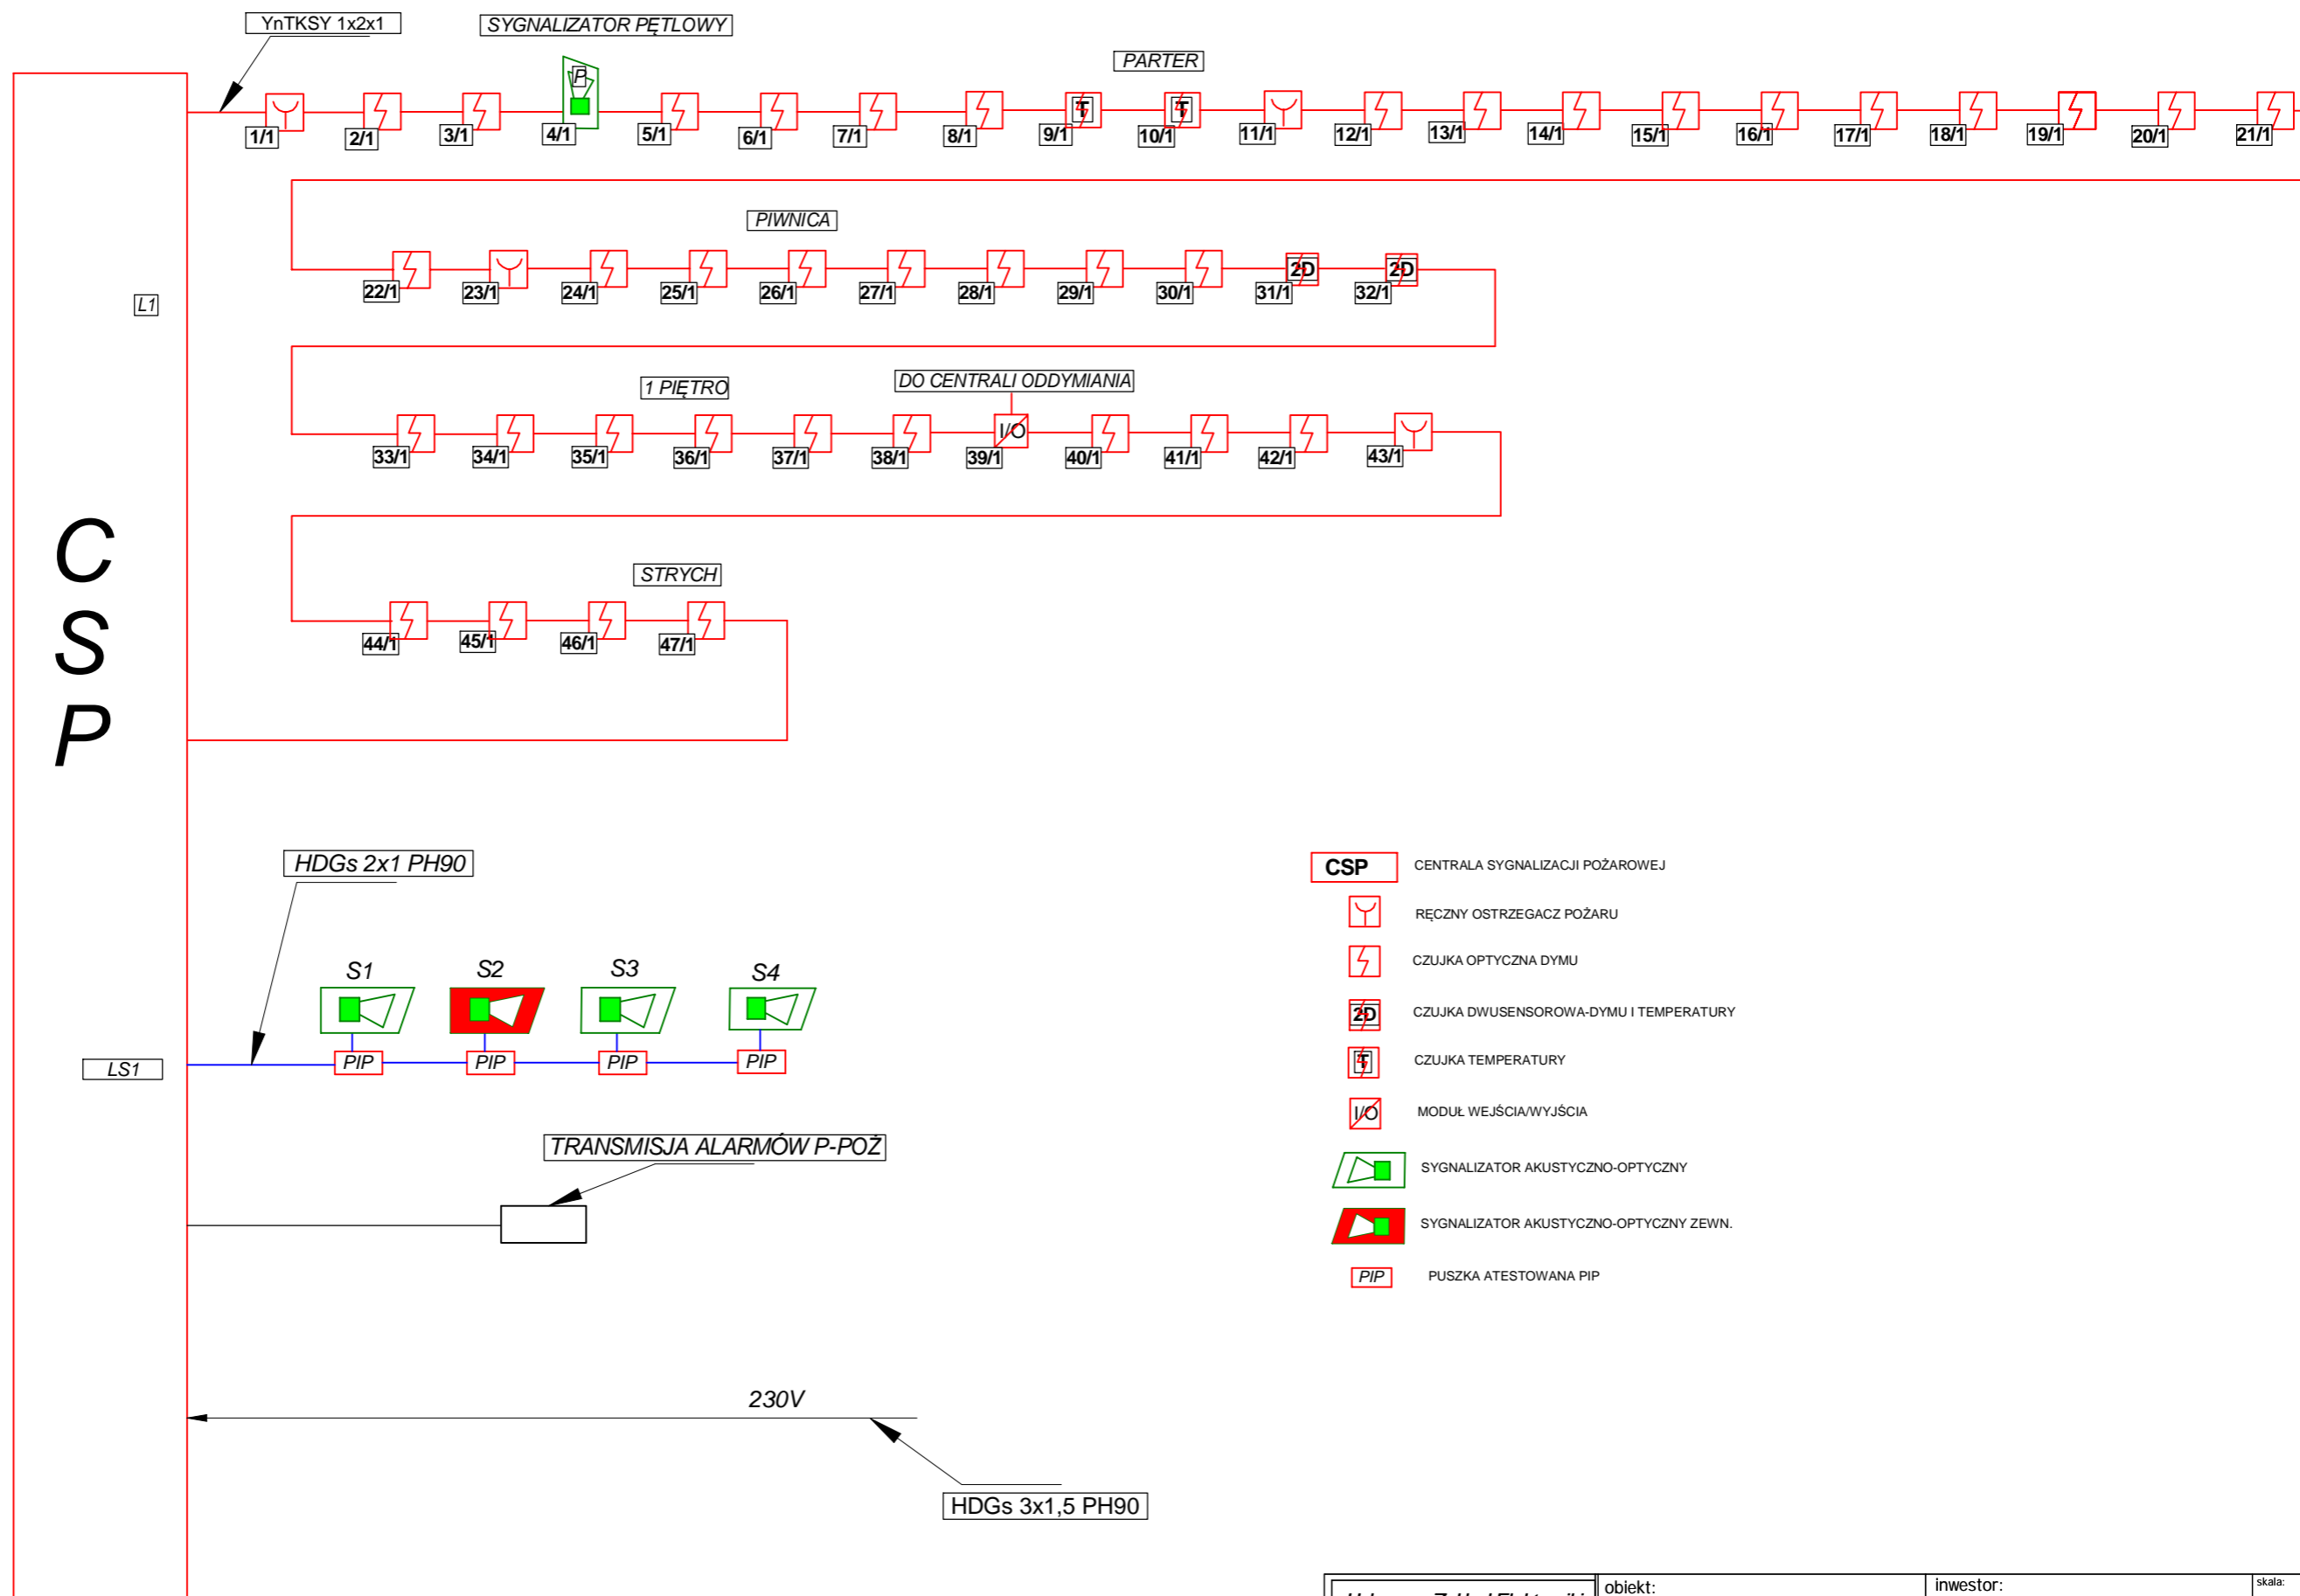 YnTKSY 1x2x1
SYGNALIZATOR PĘTLOWY
P
PARTER
T T
1/1 2/1 3/1 4/1 5/1 6/1 7/1 8/1 9/1 10/1 11/1 12/1 13/1 14/1 15/1 16/1 17/1 18/1 19/1 20/1 21/1
PIWNICA
L1
2D 2D
22/1 23/1 24/1 25/1 26/1 27/1 28/1 29/1 30/1 31/1 32/1
1 PIĘTRO
DO CENTRALI ODDYMIANIA
I/O
33/1 34/1 35/1 36/1 37/1 38/1 39/1 40/1 41/1 42/1 43/1
C
S
P
STRYCH
44/1 45/1 46/1 47/1
HDGs 2x1 PH90
S1 S2 S3 S4
LS1
PIP PIP PIP PIP
TRANSMISJA ALARMÓW P-POŻ
230V
HDGs 3x1,5 PH90
CSP CENTRALA SYGNALIZACJI POŻAROWEJ
RĘCZNY OSTRZEGACZ POŻARU
CZUJKA OPTYCZNA DYMU
2D CZUJKA DWUSENSOROWA-DYMU I TEMPERATURY
T CZUJKA TEMPERATURY
I/O MODUŁ WEJŚCIA/WYJŚCIA
SYGNALIZATOR AKUSTYCZNO-OPTYCZNY
SYGNALIZATOR AKUSTYCZNO-OPTYCZNY ZEWN.
PIP PUSZKA ATESTOWANA PIP
obiekt:
inwestor:
skala: